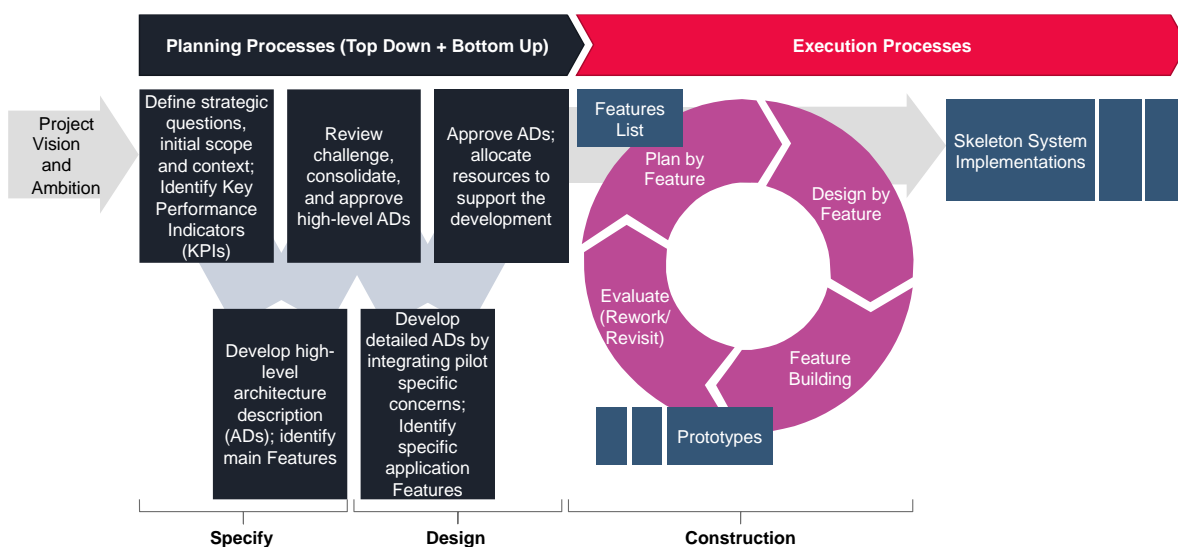 Planning Processes (Top Down + Bottom Up)
Execution Processes
Project
Vision
and
Ambition
Define strategic
questions,
initial scope
and context;
Identify Key
Performance
Indicators
(KPIs)
Review
challenge,
consolidate,
and approve
high-level ADs
Approve ADs;
allocate
resources to
support the
development
Develop high-
level
architecture
description
(ADs); identify
main Features
Develop
detailed ADs by
integrating pilot
specific
concerns;
Identify
specific
application
Features
Features
List
Plan by
Feature
Design by
Feature
Feature
Building
Evaluate
(Rework/
Revisit)
Prototypes
Skeleton System
Implementations
Specify
Design
Construction